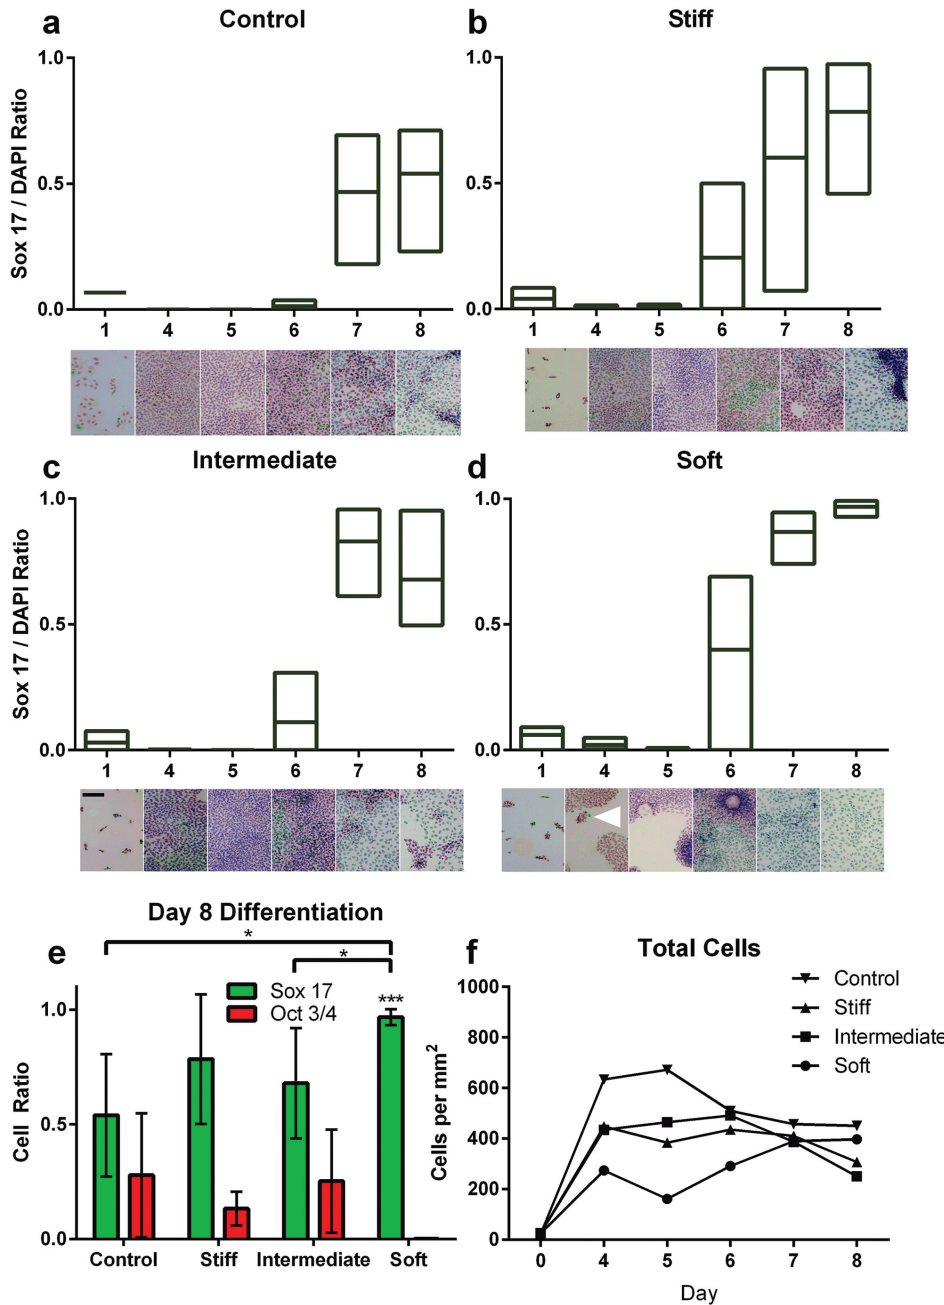 a Control
Sox 17 / DAPI Ratio
1.0
0.5
0.0
1 4 5 6 7 8
b Stiff
1.0
0.5
0.0
1 4 5 6 7 8
c Intermediate
Sox 17 / DAPI Ratio
1.0
0.5
0.0
1 4 5 6 7 8
d Soft
1.0
0.5
0.0
1 4 5 6 7 8
e Day 8 Differentiation
*
*
***
Sox 17
Oct 3/4
Cell Ratio
1.0
0.5
0.0
Control Stiff Intermediate Soft
f Total Cells
Control
Stiff
Intermediate
Soft
Cells per mm²
1000
800
600
400
200
0
0 4 5 6 7 8
Day